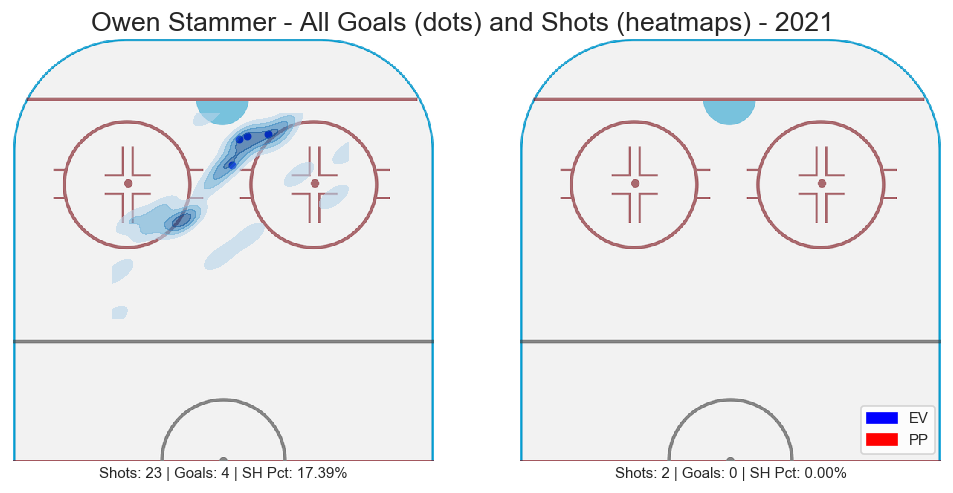 Owen Stammer - All Goals (dots) and Shots (heatmaps) - 2021
EV
PP
Shots: 23 | Goals: 4 | SH Pct: 17.39%
Shots: 2 | Goals: 0 | SH Pct: 0.00%